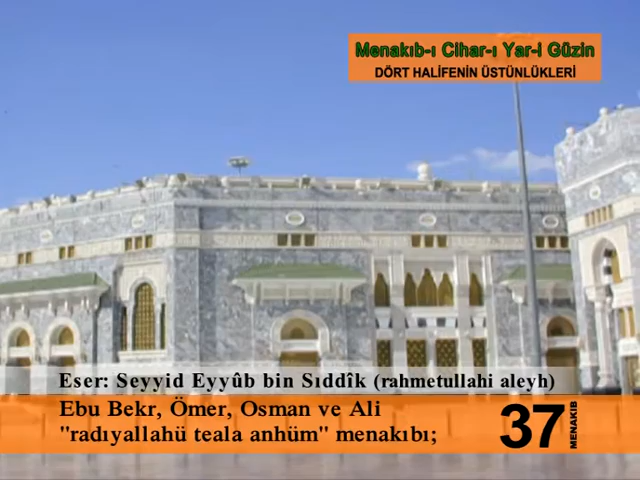 Menakıb-ı Cihar-ı Yar-i Güzin
DÖRT HALİFENİN ÜSTÜNLÜKLERİ
Eser: Seyyid Eyyûb bin Sıddîk (rahmetullahi aleyh)
Ebu Bekr, Ömer, Osman ve Ali
"radıyallahü teala anhüm" menakıbı;
37
MENAKIB